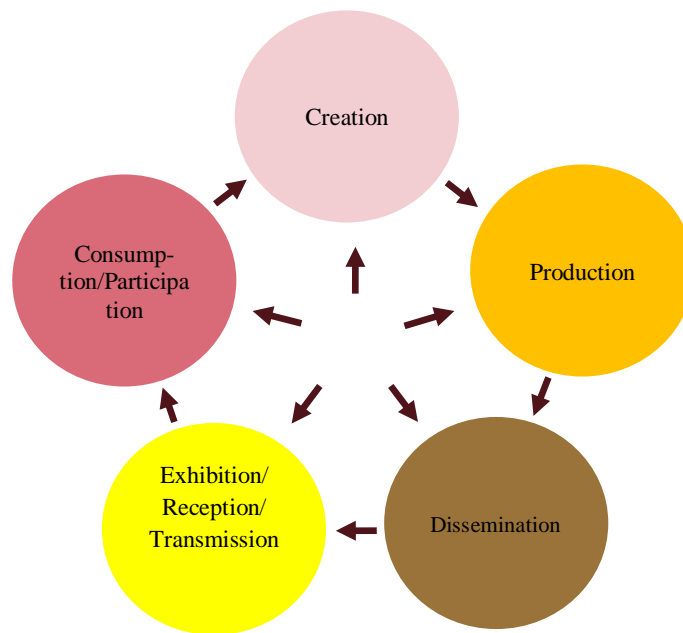 Creation
Production
Dissemination
Exhibition/
Reception/
Transmission
Consump-
tion/Participa
tion